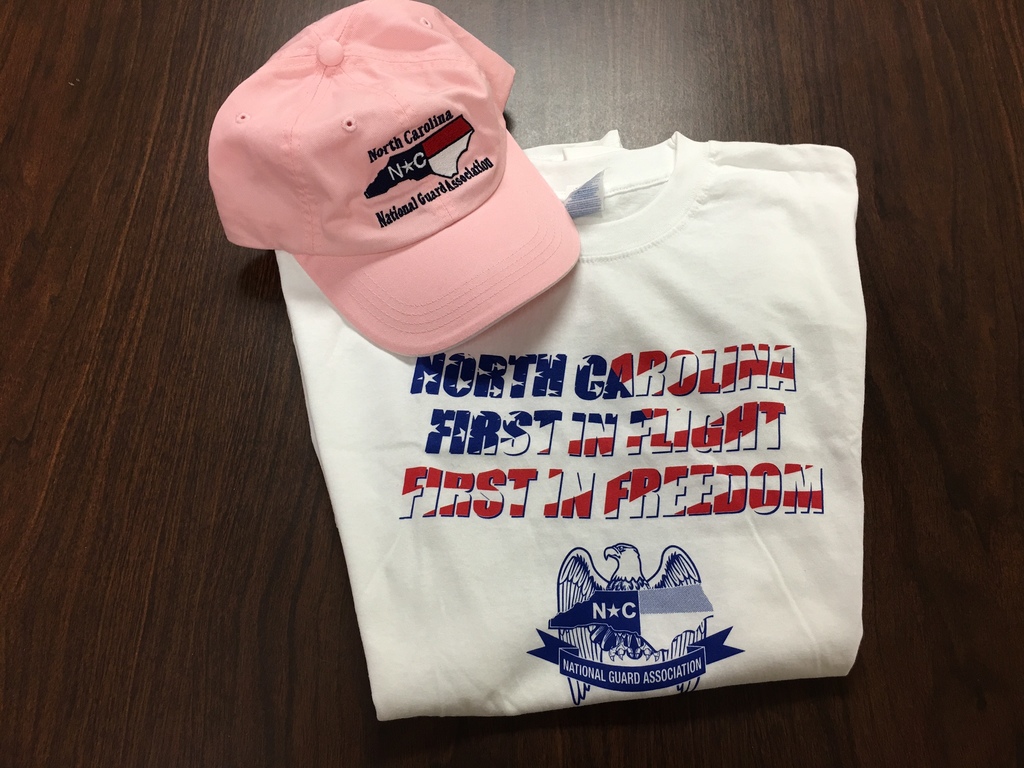 North Carolina
N★C
National Guard Association
NORTH CAROLINA
FIRST IN FLIGHT
FIRST IN FREEDOM
N★C
NATIONAL GUARD ASSOCIATION